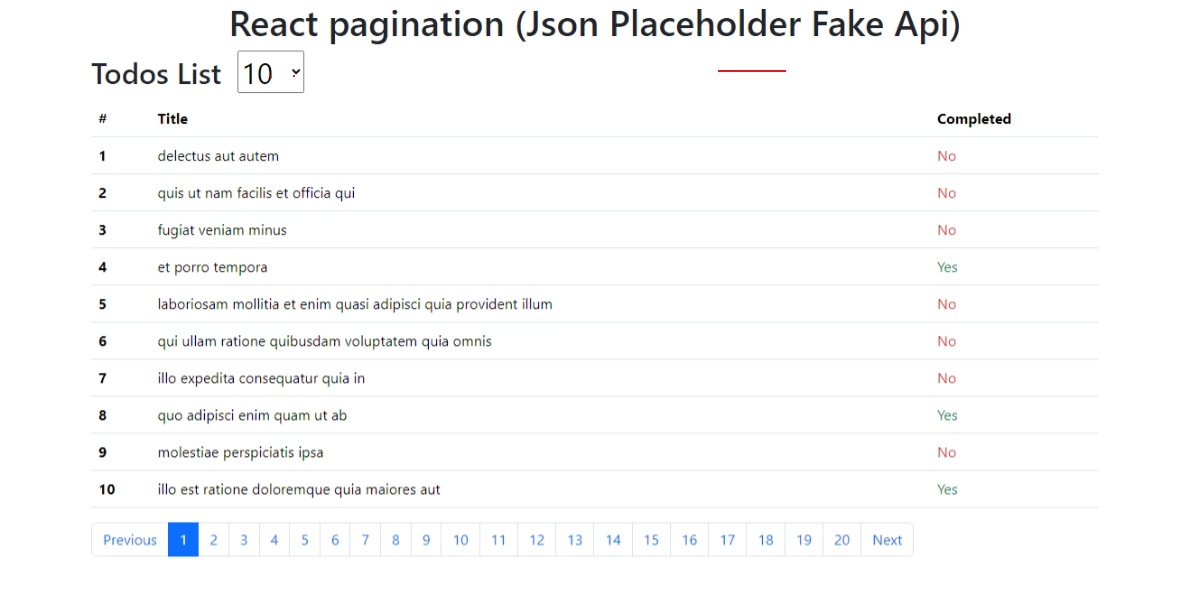 React pagination (Json Placeholder Fake Api)
Todos List 10
# Title Completed
1 delectus aut autem No
2 quis ut nam facilis et officia qui No
3 fugiat veniam minus No
4 et porro tempora Yes
5 laboriosam mollitia et enim quasi adipisci quia provident illum No
6 qui ullam ratione quibusdam voluptatem quia omnis No
7 illo expedita consequatur quia in No
8 quo adipisci enim quam ut ab Yes
9 molestiae perspiciatis ipsa No
10 illo est ratione doloremque quia maiores aut Yes
Previous 1 2 3 4 5 6 7 8 9 10 11 12 13 14 15 16 17 18 19 20 Next